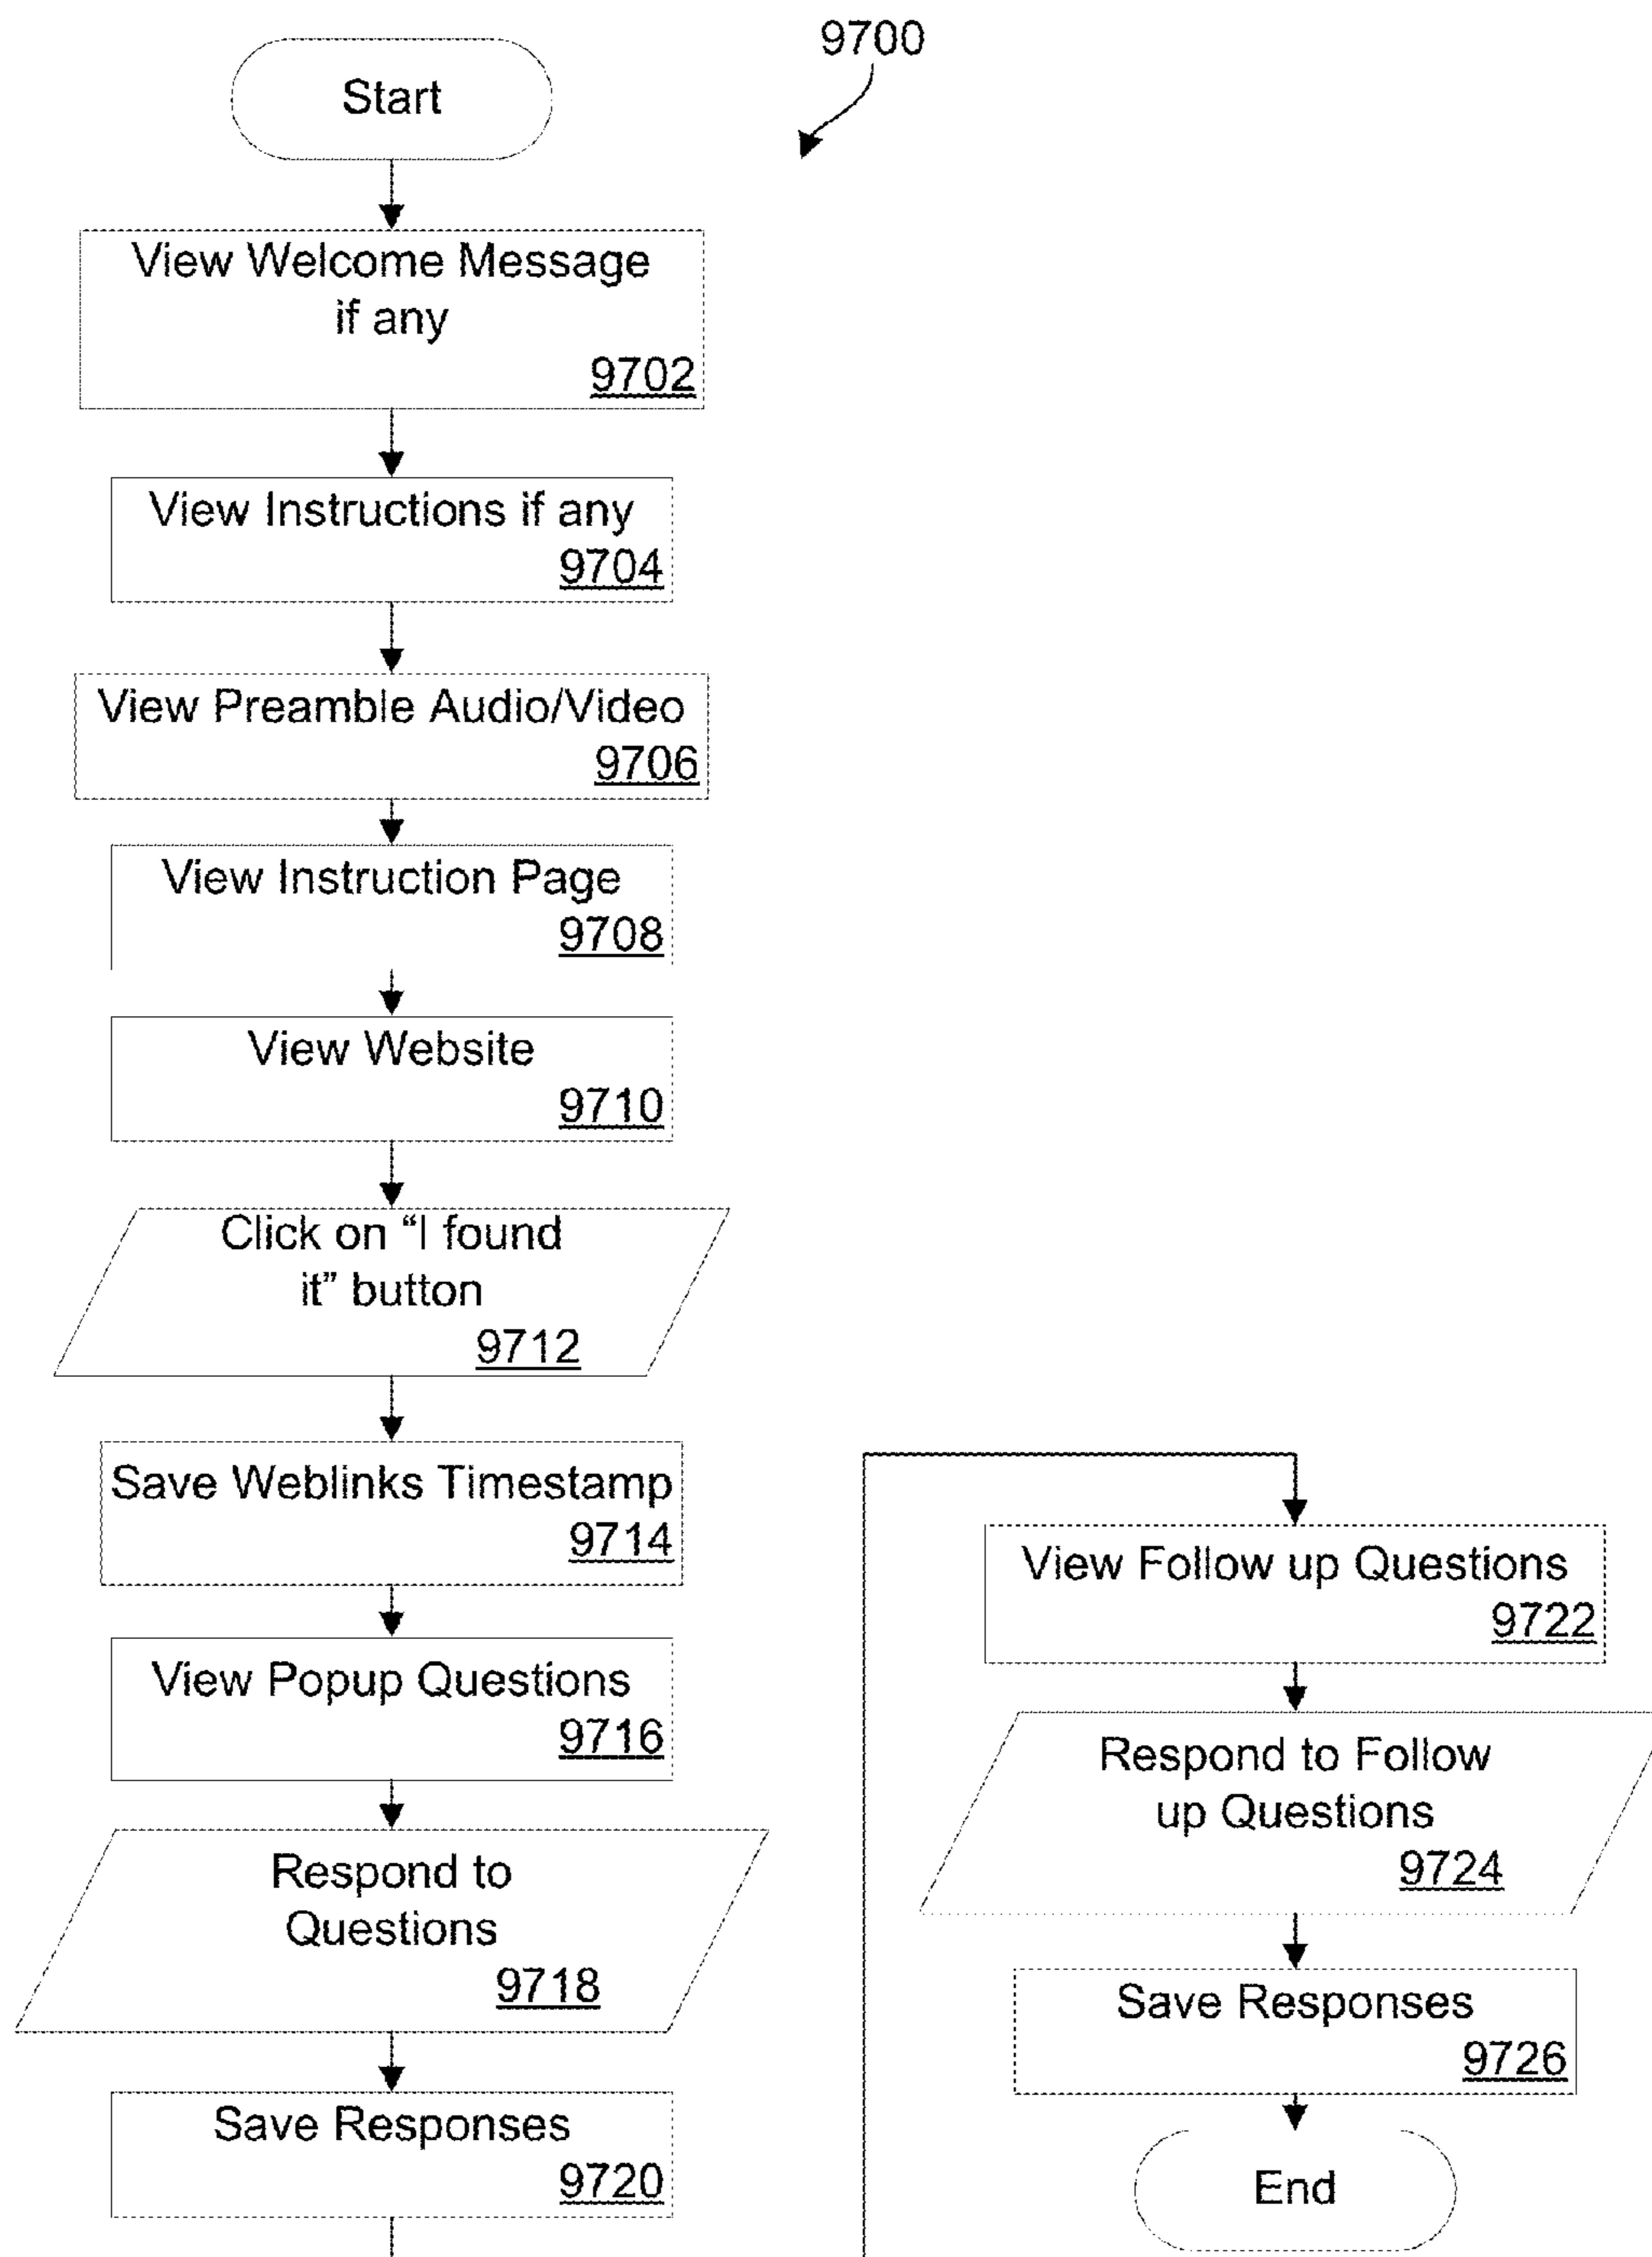 9700
Start
View Welcome Message
if any
9702
View Instructions if any
9704
View Preamble Audio/Video
9706
View Instruction Page
9708
View Website
9710
Click on “I found
it” button
9712
Save Weblinks Timestamp
9714
View Popup Questions
9716
Respond to
Questions
9718
Save Responses
9720
View Follow up Questions
9722
Respond to Follow
up Questions
9724
Save Responses
9726
End